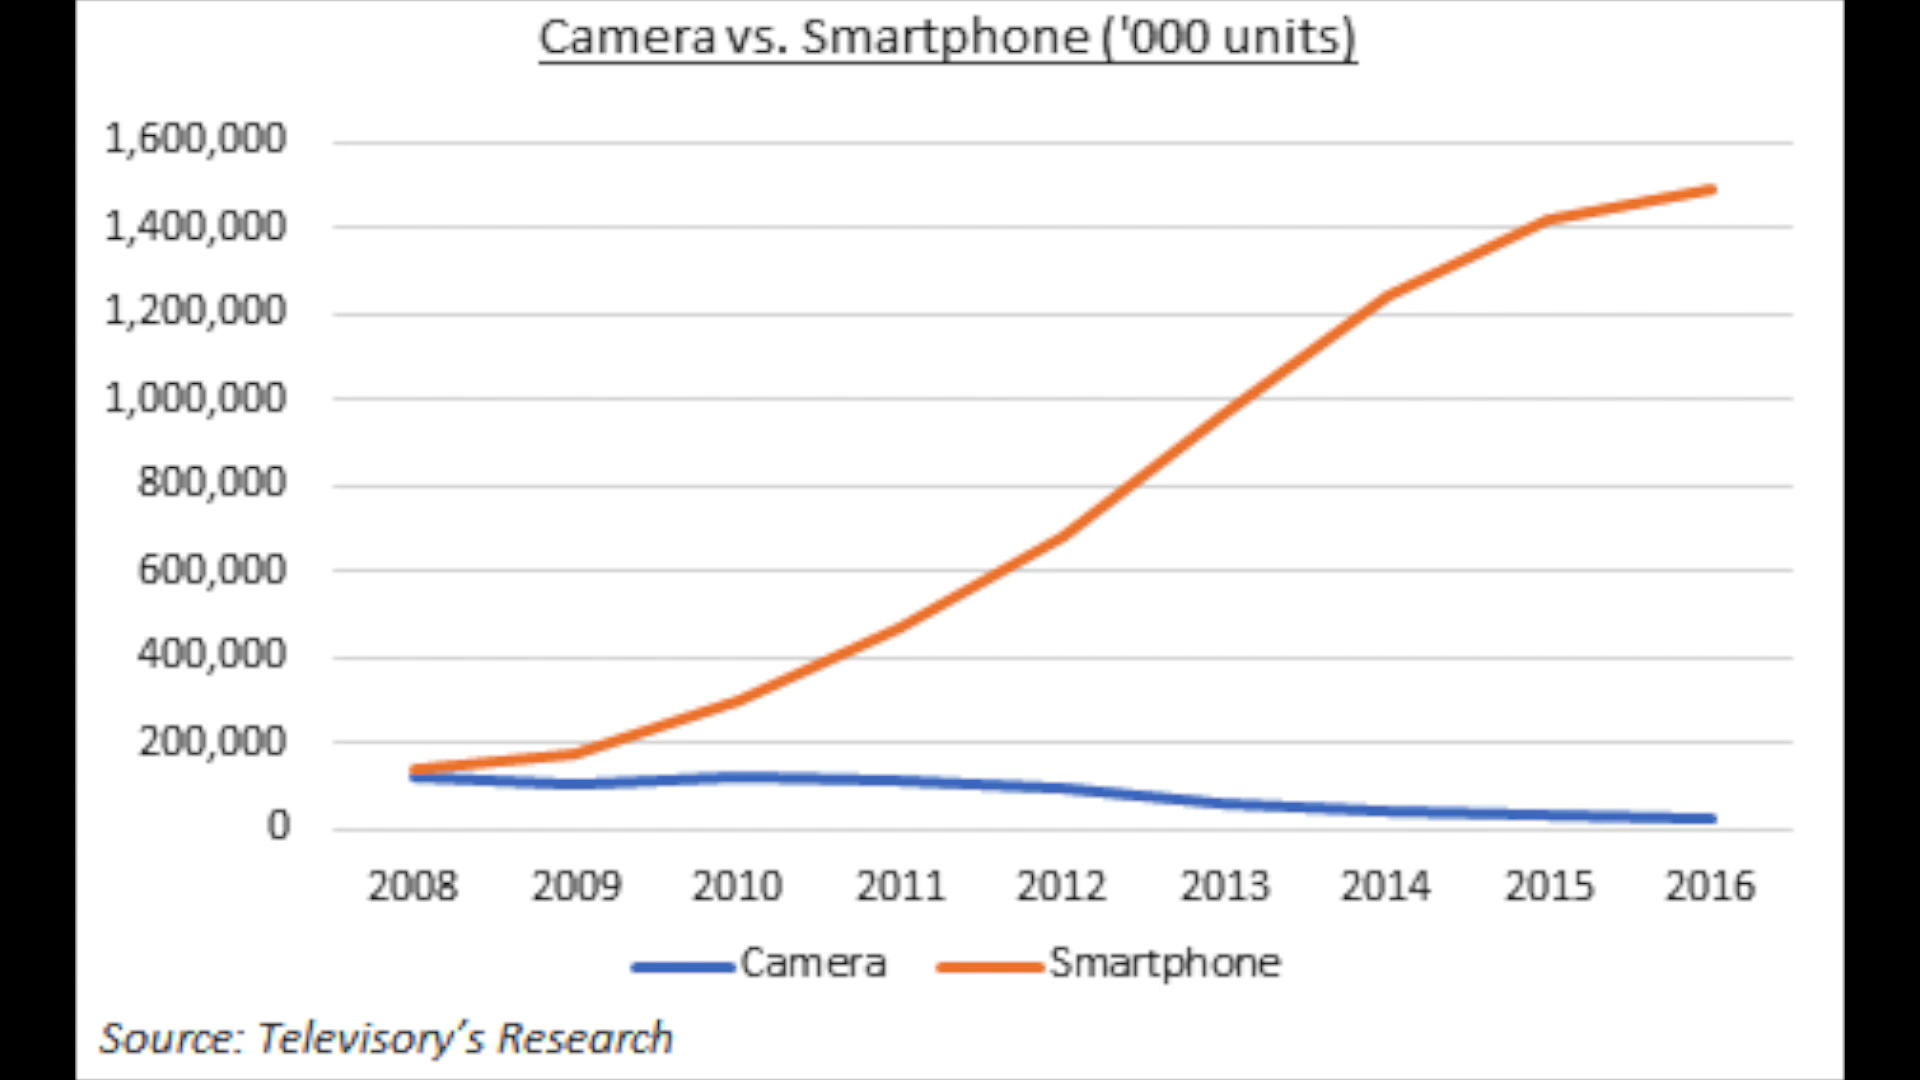 Camera vs. Smartphone ('000 units)
1,600,000
1,400,000
1,200,000
1,000,000
800,000
600,000
400,000
200,000
0
2008 2009 2010 2011 2012 2013 2014 2015 2016
Camera Smartphone
Source: Televisory’s Research